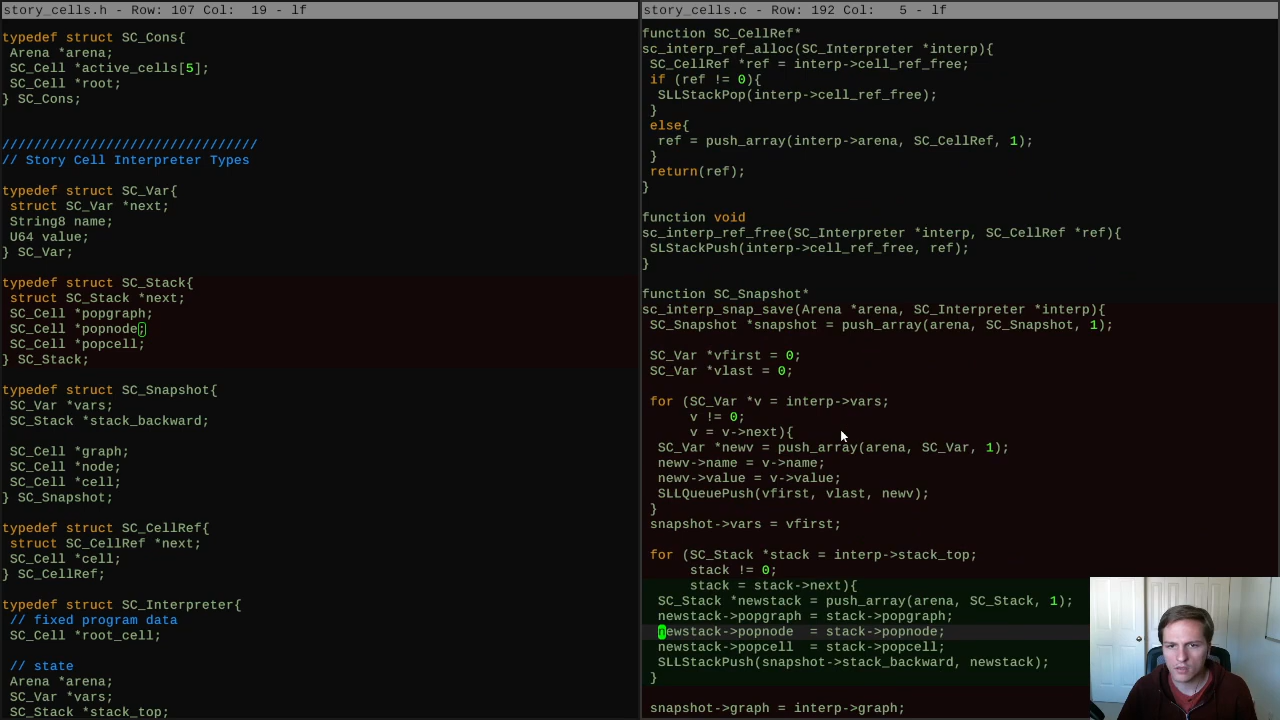 story_cells.h - Row: 107 Col:  19 - lf
typedef struct SC_Cons{
 Arena *arena;
 SC_Cell *active_cells[5];
 SC_Cell *root;
} SC_Cons;
////////////////////////////////
// Story Cell Interpreter Types
typedef struct SC_Var{
 struct SC_Var *next;
 String8 name;
 U64 value;
} SC_Var;
typedef struct SC_Stack{
 struct SC_Stack *next;
 SC_Cell *popgraph;
 SC_Cell *popnode;
 SC_Cell *popcell;
} SC_Stack;
typedef struct SC_Snapshot{
 SC_Var *vars;
 SC_Stack *stack_backward;
 SC_Cell *graph;
 SC_Cell *node;
 SC_Cell *cell;
} SC_Snapshot;
typedef struct SC_CellRef{
 struct SC_CellRef *next;
 SC_Cell *cell;
} SC_CellRef;
typedef struct SC_Interpreter{
 // fixed program data
 SC_Cell *root_cell;
 // state
 Arena *arena;
 SC_Var *vars;
 SC_Stack *stack_top;
story_cells.c - Row: 192 Col:   5 - lf
function SC_CellRef*
sc_interp_ref_alloc(SC_Interpreter *interp){
 SC_CellRef *ref = interp->cell_ref_free;
 if (ref != 0){
  SLLStackPop(interp->cell_ref_free);
 }
 else{
  ref = push_array(interp->arena, SC_CellRef, 1);
 }
 return(ref);
}
function void
sc_interp_ref_free(SC_Interpreter *interp, SC_CellRef *ref){
 SLStackPush(interp->cell_ref_free, ref);
}
function SC_Snapshot*
sc_interp_snap_save(Arena *arena, SC_Interpreter *interp){
 SC_Snapshot *snapshot = push_array(arena, SC_Snapshot, 1);
 SC_Var *vfirst = 0;
 SC_Var *vlast = 0;
 for (SC_Var *v = interp->vars;
      v != 0;
      v = v->next){
  SC_Var *newv = push_array(arena, SC_Var, 1);
  newv->name = v->name;
  newv->value = v->value;
  SLLQueuePush(vfirst, vlast, newv);
 }
 snapshot->vars = vfirst;
 for (SC_Stack *stack = interp->stack_top;
      stack != 0;
      stack = stack->next){
  SC_Stack *newstack = push_array(arena, SC_Stack, 1);
  newstack->popgraph = stack->popgraph;
  newstack->popnode  = stack->popnode;
  newstack->popcell  = stack->popcell;
  SLLStackPush(snapshot->stack_backward, newstack);
 }
 snapshot->graph = interp->graph;